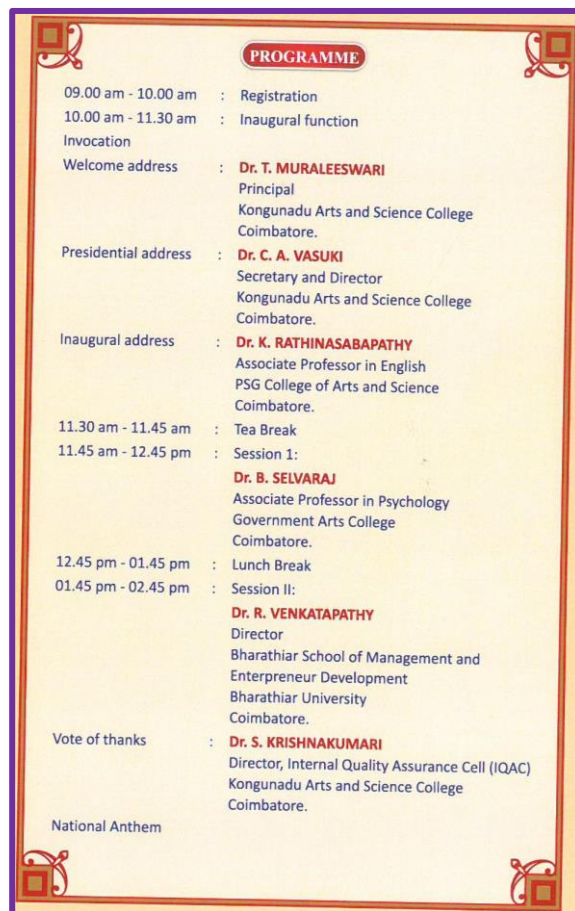 PROGRAMME
09.00 am - 10.00 am : Registration
10.00 am - 11.30 am : Inaugural function
Invocation
Welcome address : Dr. T. MURALEESWARI
Principal
Kongunadu Arts and Science College
Coimbatore.
Presidential address : Dr. C. A. VASUKI
Secretary and Director
Kongunadu Arts and Science College
Coimbatore.
Inaugural address : Dr. K. RATHINASABAPATHY
Associate Professor in English
PSG College of Arts and Science
Coimbatore.
11.30 am - 11.45 am : Tea Break
11.45 am - 12.45 pm : Session 1:
Dr. B. SELVARAJ
Associate Professor in Psychology
Government Arts College
Coimbatore.
12.45 pm - 01.45 pm : Lunch Break
01.45 pm - 02.45 pm : Session II:
Dr. R. VENKATAPATHY
Director
Bharathiar School of Management and
Enterpreneur Development
Bharathiar University
Coimbatore.
Vote of thanks : Dr. S. KRISHNAKUMARI
Director, Internal Quality Assurance Cell (IQAC)
Kongunadu Arts and Science College
Coimbatore.
National Anthem